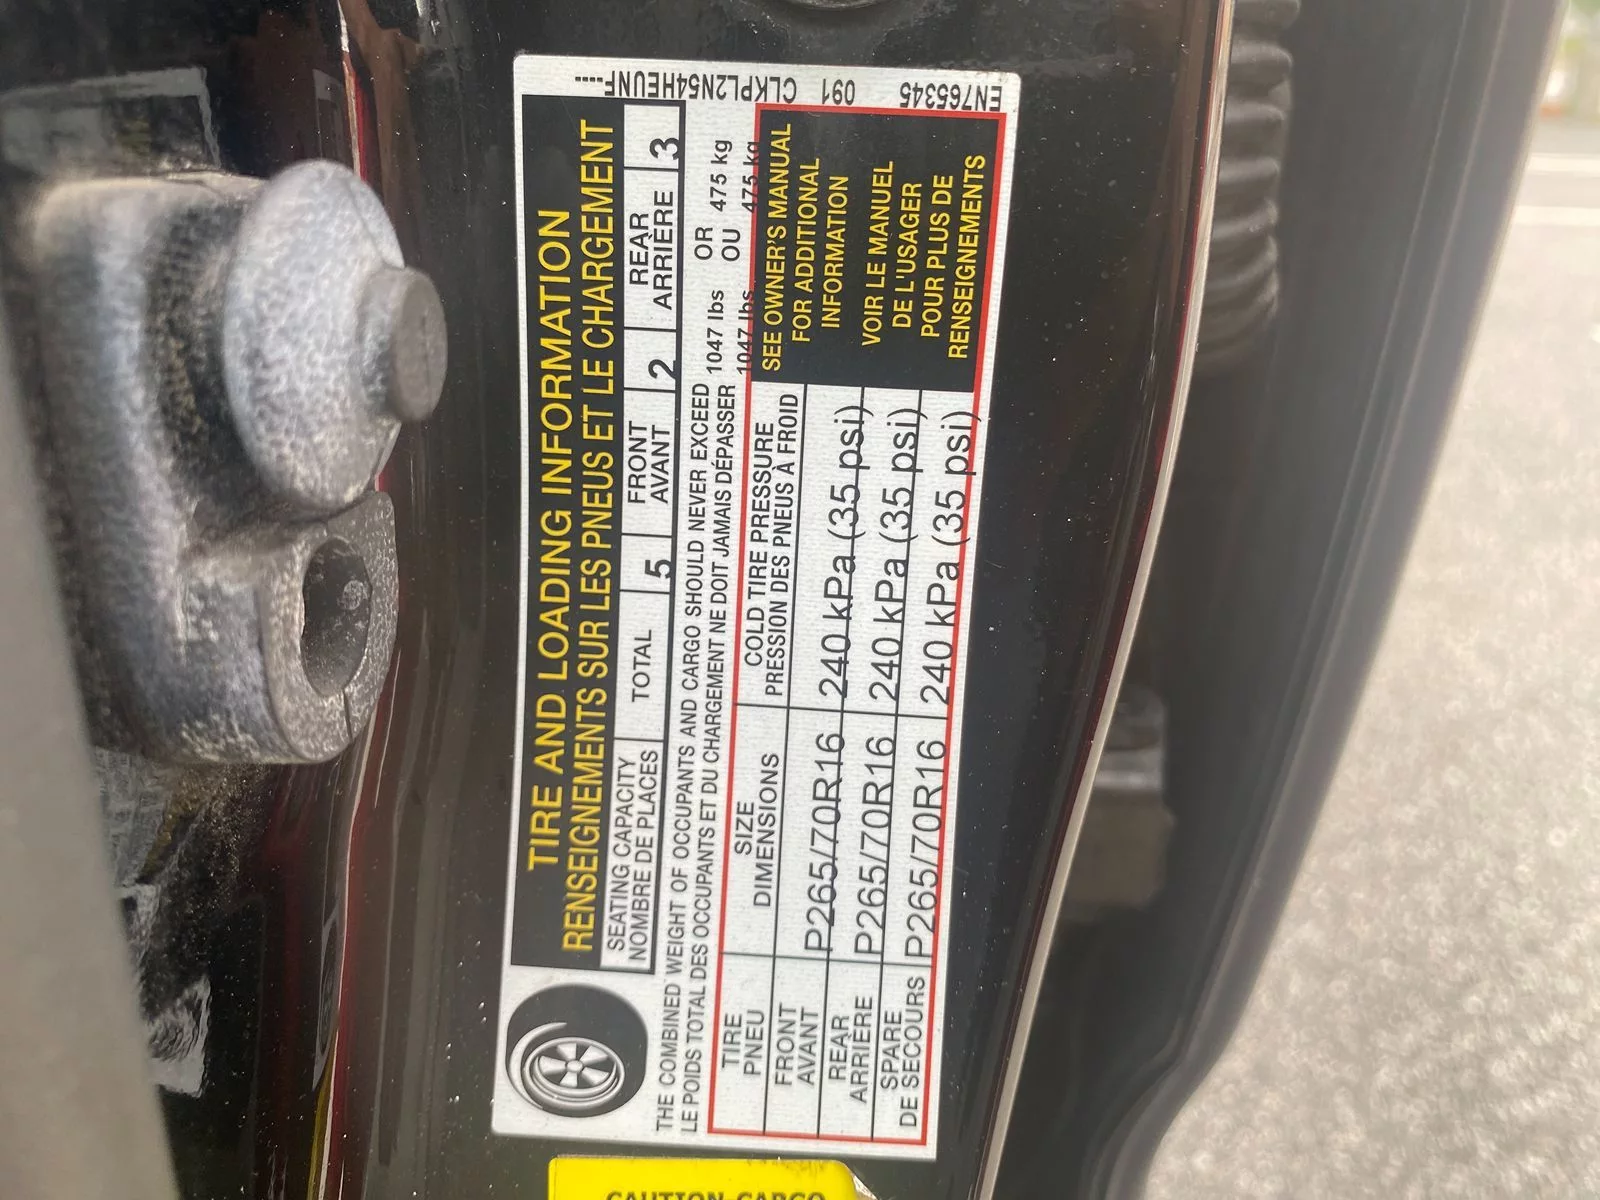 EN765345 091 CLKPL2N54HEUNF----
TIRE AND LOADING INFORMATION
RENSEIGNEMENTS SUR LES PNEUS ET LE CHARGEMENT
SEATING CAPACITY
NOMBRE DE PLACES
TOTAL 5
FRONT
AVANT 2
REAR
ARRIÈRE 3
THE COMBINED WEIGHT OF OCCUPANTS AND CARGO SHOULD NEVER EXCEED 1047 lbs OR 475 kg
LE POIDS TOTAL DES OCCUPANTS ET DU CHARGEMENT NE DOIT JAMAIS DÉPASSER 1047 lbs OU 475 kg
TIRE
PNEU
SIZE
DIMENSIONS
COLD TIRE PRESSURE
PRESSION DES PNEUS À FROID
FRONT
AVANT
P265/70R16 240 kPa (35 psi)
REAR
ARRIÈRE
P265/70R16 240 kPa (35 psi)
SPARE
DE SECOURS
P265/70R16 240 kPa (35 psi)
SEE OWNER'S MANUAL
FOR ADDITIONAL
INFORMATION
VOIR LE MANUEL
DE L'USAGER
POUR PLUS DE
RENSEIGNEMENTS
CAUTION CARGO